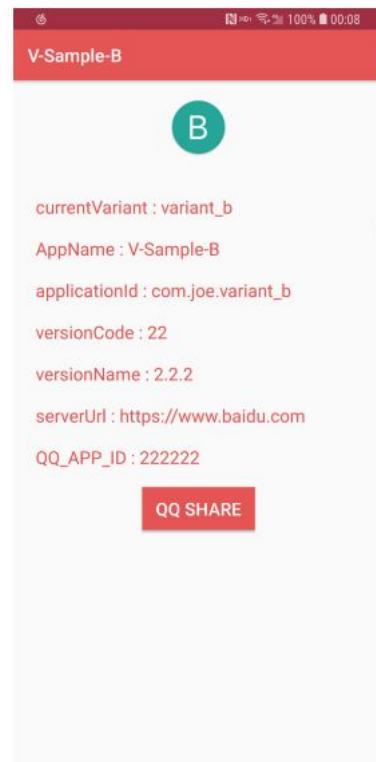 100% 00:08
V-Sample-B
B
currentVariant : variant_b
AppName : V-Sample-B
applicationId : com.joe.variant_b
versionCode : 22
versionName : 2.2.2
serverUrl : https://www.baidu.com
QQ_APP_ID : 222222
QQ SHARE